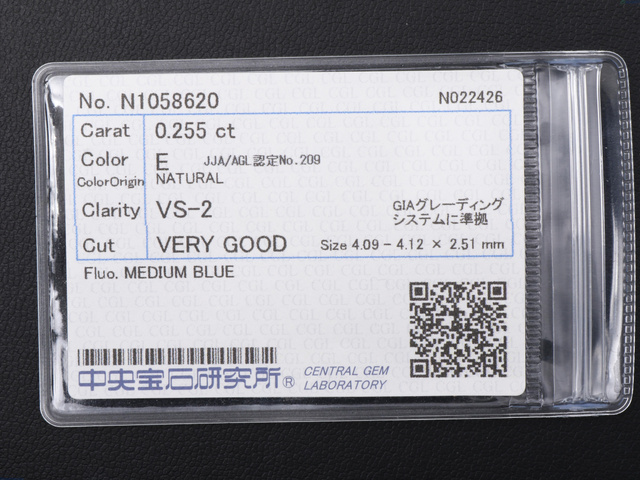 No. N1058620 N022426
Carat 0.255 ct
Color E JJA/AGL認定No.209
ColorOrigin NATURAL
Clarity VS-2 GIAグレーディング
システムに準拠
Cut VERY GOOD Size 4.09 - 4.12 × 2.51 mm
Fluo. MEDIUM BLUE
中央宝石研究所® CENTRAL GEM
LABORATORY